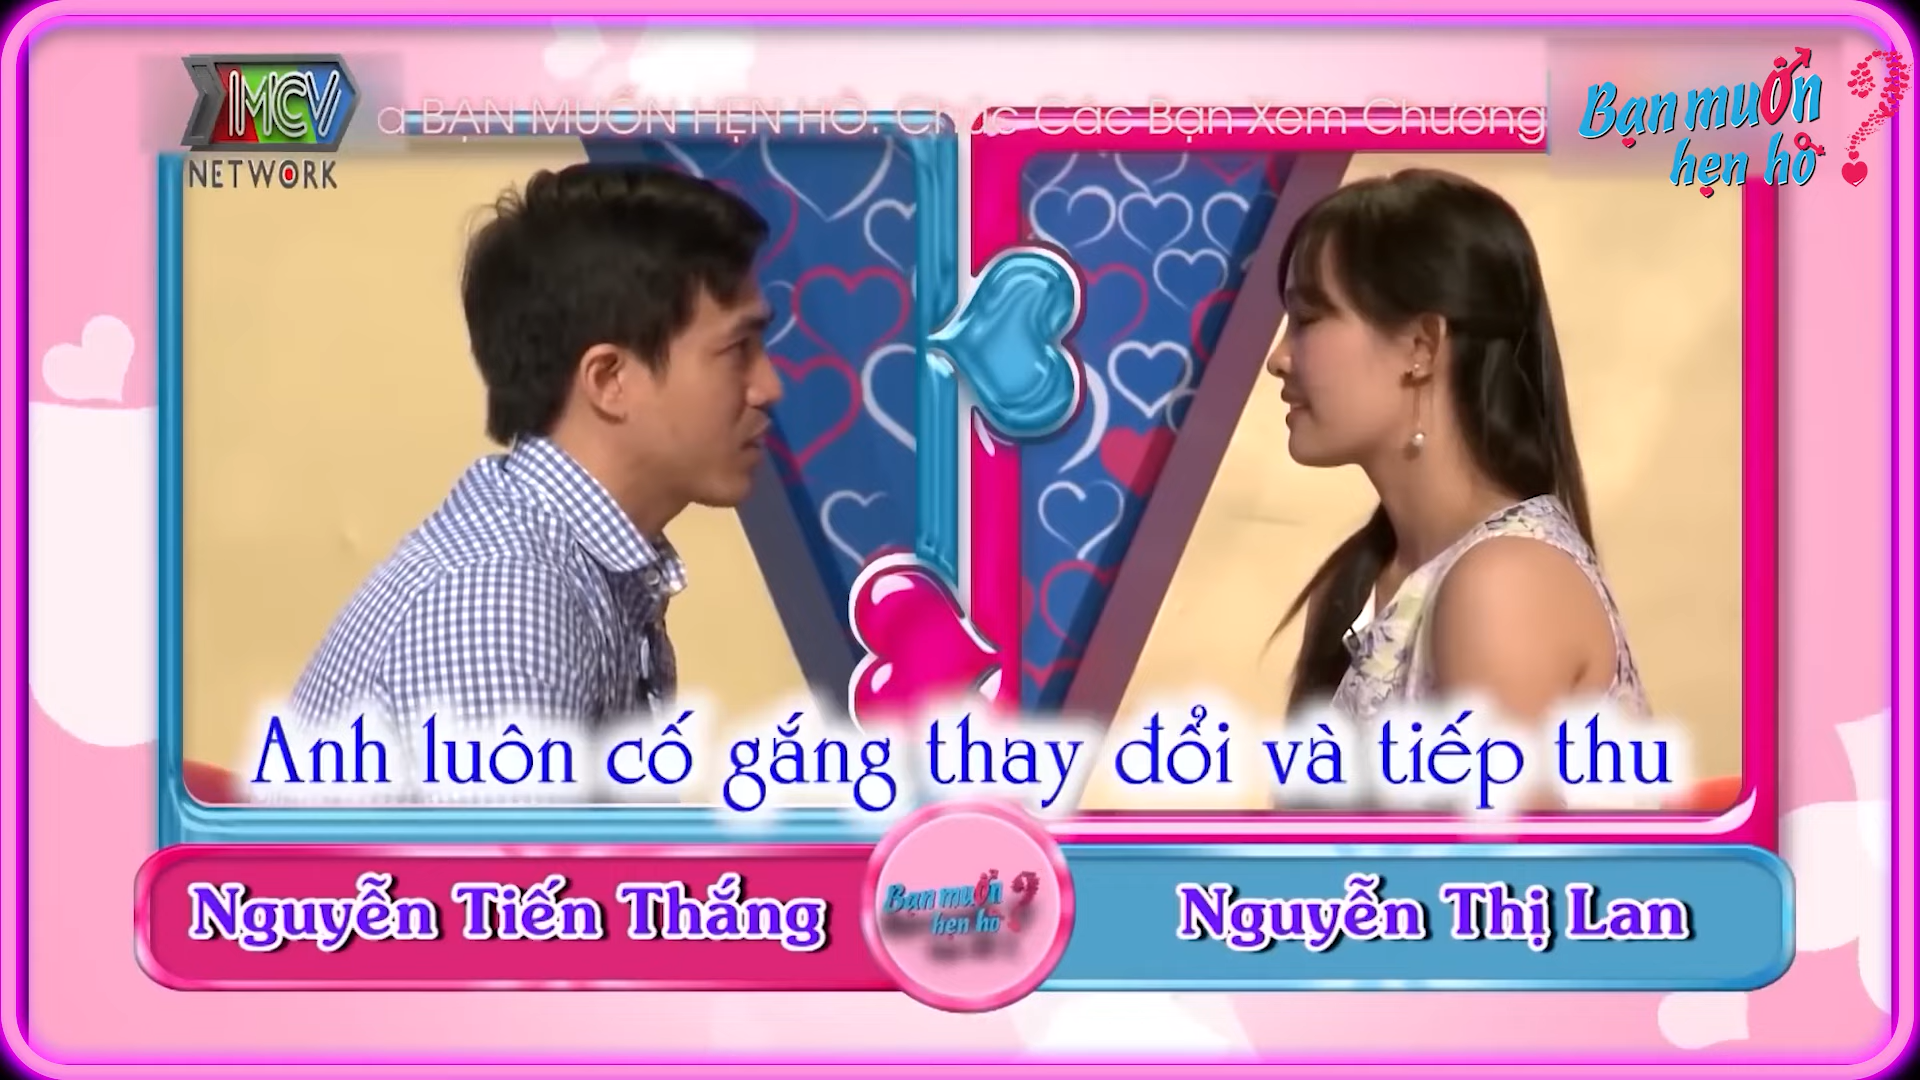 MCV
NETWORK
a BẠN MUỐN HẸN HÒ. Chúc Các Bạn Xem Chương
Bạn muốn
hẹn hò ?
Anh luôn cố gắng thay đổi và tiếp thu
Nguyễn Tiến Thắng
Bạn muốn
hẹn hò ?
Nguyễn Thị Lan